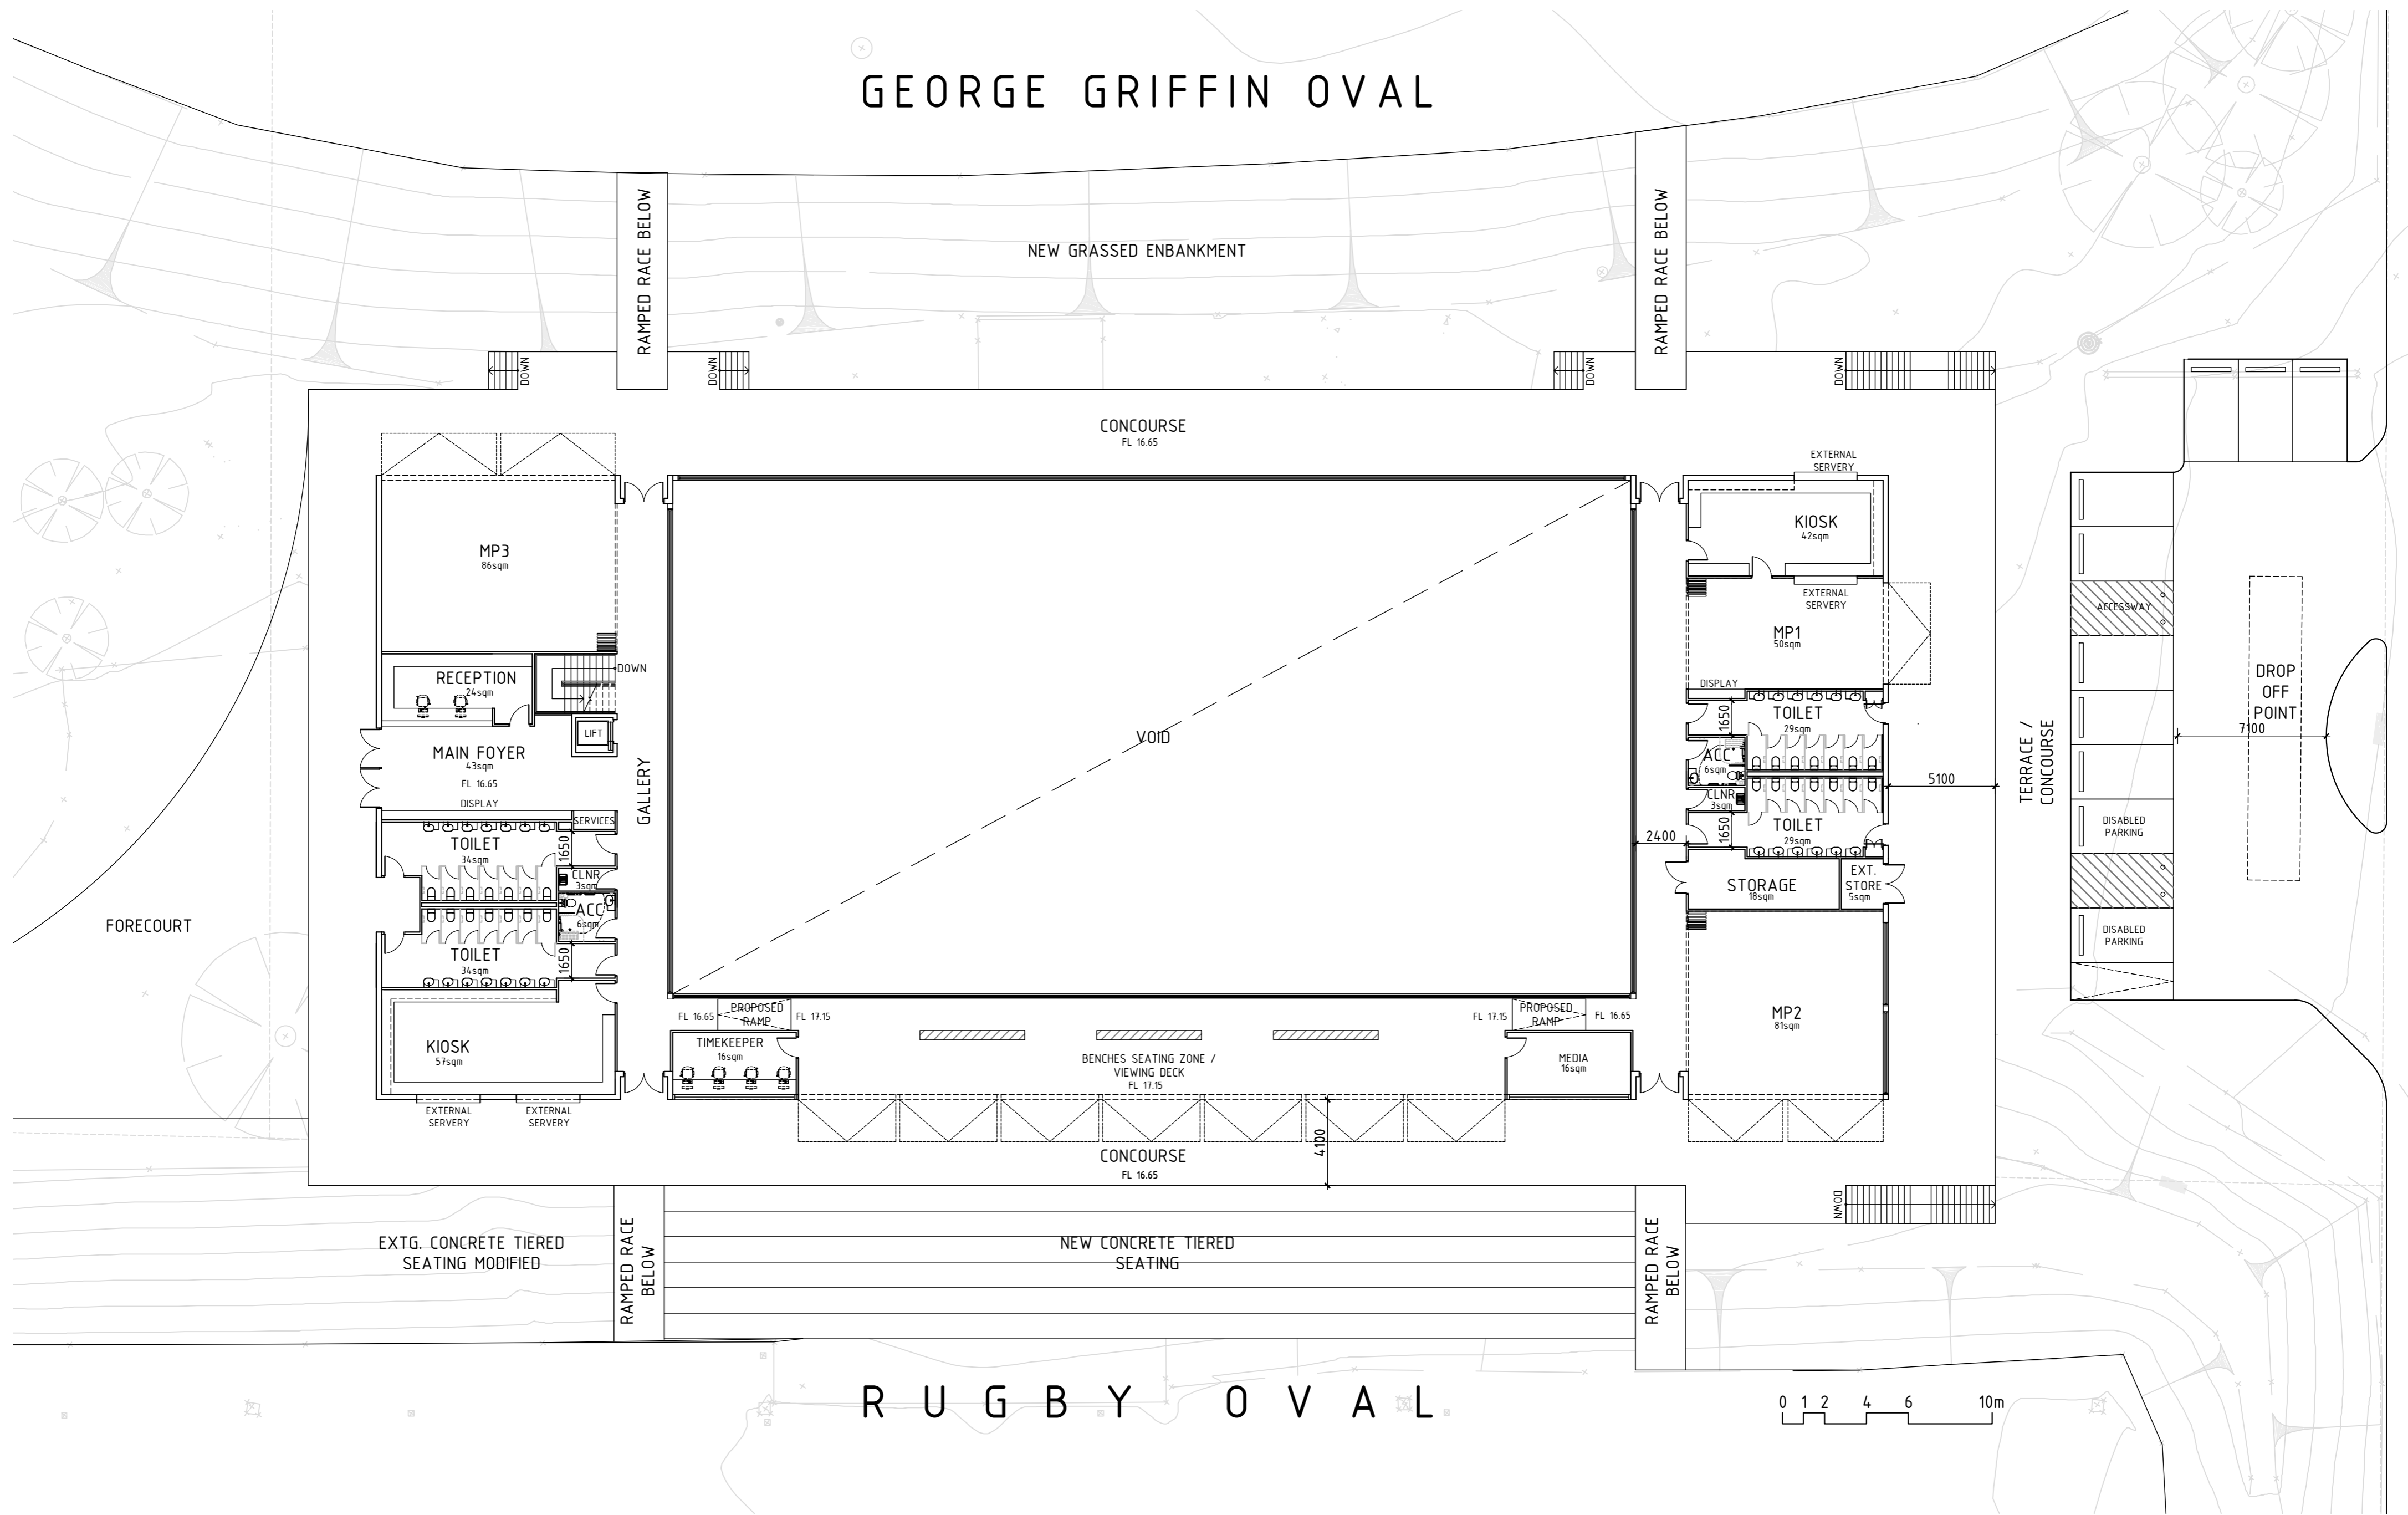 GEORGE GRIFFIN OVAL
RAMPED RACE BELOW
NEW GRASSED ENBANKMENT
RAMPED RACE BELOW
DOWN
DOWN
DOWN
DOWN
CONCOURSE
FL 16.65
EXTERNAL
SERVERY
KIOSK
42sqm
MP3
86sqm
EXTERNAL
SERVERY
ACCESSWAY
MP1
50sqm
DOWN
RECEPTION
24sqm
DISPLAY
DROP
OFF
POINT
7100
LIFT
1650
TOILET
29sqm
VOID
MAIN FOYER
43sqm
FL 16.65
DISPLAY
GALLERY
ACC
6sqm
TERRACE /
CONCOURSE
5100
CLNR
3sqm
SERVICES
TOILET
34sqm
1650
2400
1650
TOILET
29sqm
DISABLED
PARKING
CLNR
3sqm
STORAGE
18sqm
EXT.
STORE
5sqm
ACC
6sqm
FORECOURT
TOILET
34sqm
1650
DISABLED
PARKING
FL 16.65
PROPOSED
RAMP
FL 17.15
FL 17.15
PROPOSED
RAMP
FL 16.65
MP2
81sqm
KIOSK
57sqm
TIMEKEEPER
16sqm
BENCHES SEATING ZONE /
VIEWING DECK
FL 17.15
MEDIA
16sqm
EXTERNAL
SERVERY
EXTERNAL
SERVERY
4100
CONCOURSE
FL 16.65
DOWN
EXTG. CONCRETE TIERED
SEATING MODIFIED
RAMPED RACE
BELOW
NEW CONCRETE TIERED
SEATING
RAMPED RACE
BELOW
RUGBY OVAL
0 1 2 4 6 10m